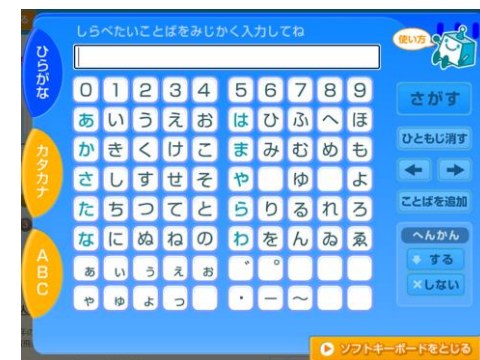 しらべたいことばをみじかく入力してね
使い方
ひらがな
カタカナ
ABC
0 1 2 3 4 5 6 7 8 9
あ い う え お は ひ ふ へ ほ
か き く け こ ま み む め も
さ し す せ そ や ゆ よ
た ち つ て と ら り る れ ろ
な に ぬ ね の わ を ん ゐ ゑ
ぁ ぃ ぅ ぇ ぉ ゛ ゜
ゃ ゅ ょ っ ・ ー ～
さがす
ひともじ消す
← →
ことばを追加
へんかん
する
×しない
ソフトキーボードをとじる